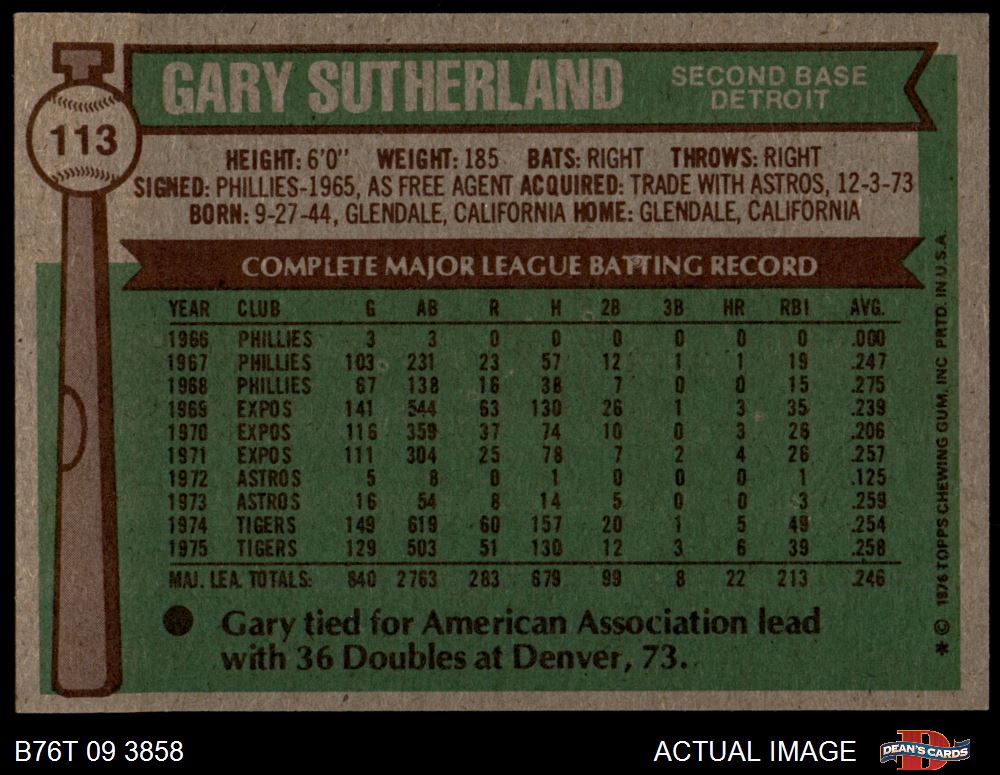 113
GARY SUTHERLAND
SECOND BASE
DETROIT
HEIGHT: 6'0" WEIGHT: 185 BATS: RIGHT THROWS: RIGHT
SIGNED: PHILLIES-1965, AS FREE AGENT ACQUIRED: TRADE WITH ASTROS, 12-3-73
BORN: 9-27-44, GLENDALE, CALIFORNIA HOME: GLENDALE, CALIFORNIA
COMPLETE MAJOR LEAGUE BATTING RECORD
YEAR CLUB G AB R H 2B 3B HR RBI AVG.
1966 PHILLIES 3 3 0 0 0 0 0 0 .000
1967 PHILLIES 103 231 23 57 12 1 1 19 .247
1968 PHILLIES 67 138 16 38 7 0 0 15 .275
1969 EXPOS 141 544 63 130 26 1 3 35 .239
1970 EXPOS 116 359 37 74 10 0 3 26 .206
1971 EXPOS 111 304 25 78 7 2 4 26 .257
1972 ASTROS 5 8 0 1 0 0 0 1 .125
1973 ASTROS 16 54 8 14 5 0 0 3 .259
1974 TIGERS 149 619 60 157 20 1 5 49 .254
1975 TIGERS 129 503 51 130 12 3 6 39 .258
MAJ. LEA. TOTALS: 840 2763 283 679 99 8 22 213 .246
Gary tied for American Association lead
with 36 Doubles at Denver, 73.
* © 1976 TOPPS CHEWING GUM, INC. PRTD. IN U.S.A.
B76T 09 3858
ACTUAL IMAGE
DEAN'S CARDS